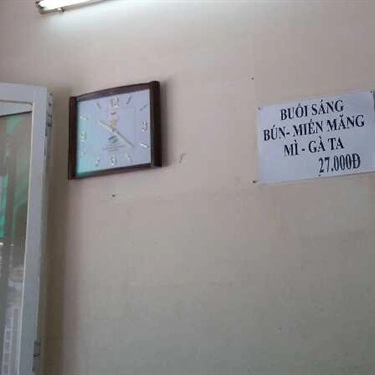 BUỔI SÁNG
BÚN- MIẾN MĂNG
MÌ - GÀ TA
27.000Đ